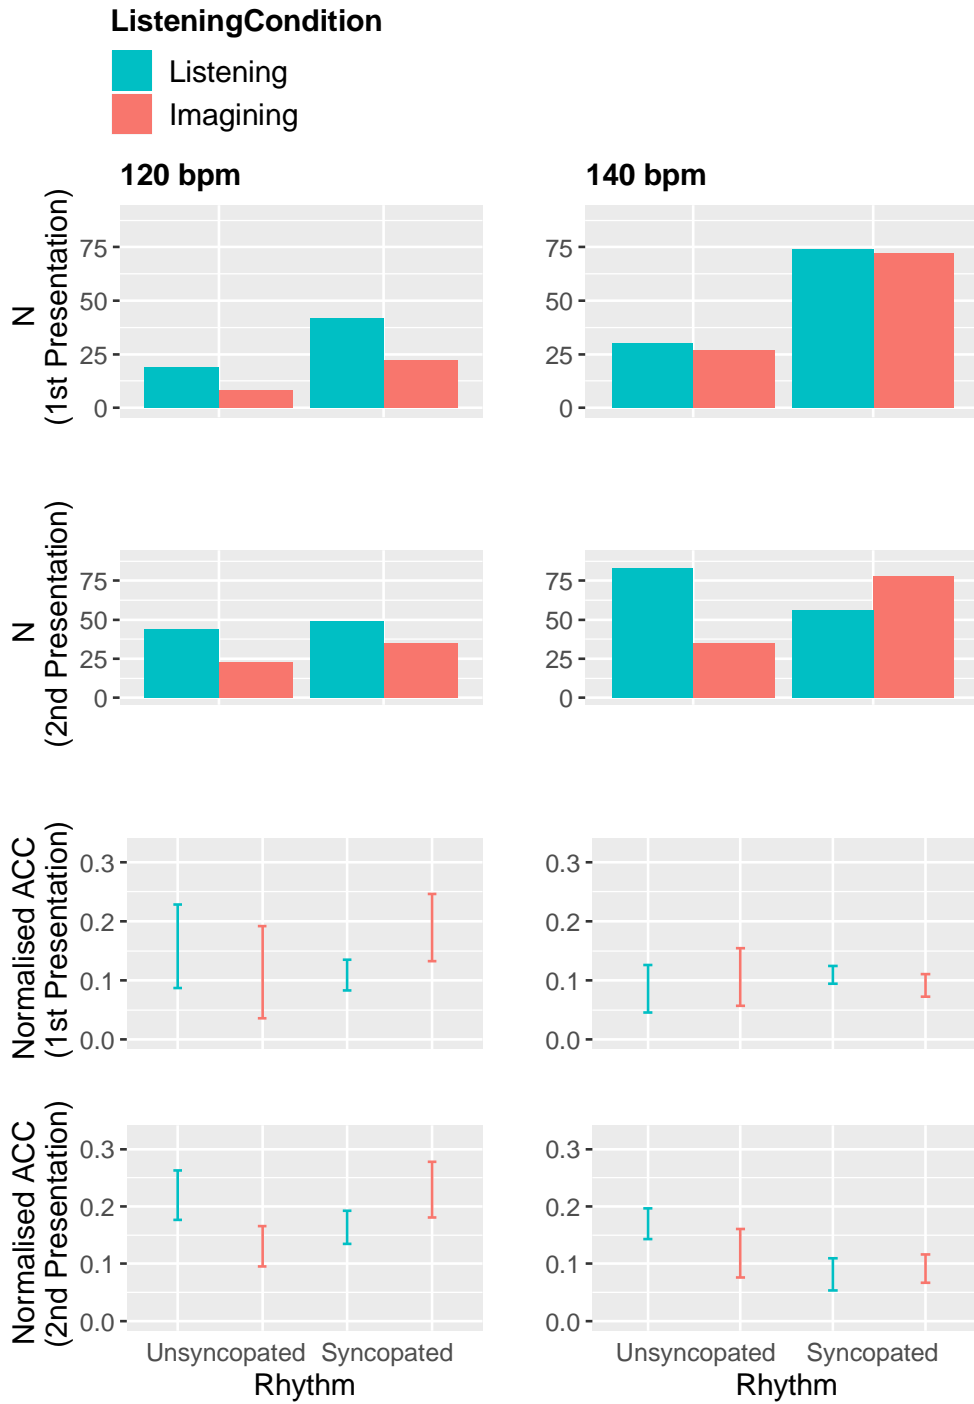 ListeningCondition
Listening
Imagining
120 bpm
140 bpm
N
(1st Presentation)
75
50
25
0
75
50
25
0
N
(2nd Presentation)
75
50
25
0
75
50
25
0
Normalised ACC
(1st Presentation)
0.3
0.2
0.1
0.0
0.3
0.2
0.1
0.0
Normalised ACC
(2nd Presentation)
0.3
0.2
0.1
0.0
0.3
0.2
0.1
0.0
Unsyncopated Syncopated
Rhythm
Unsyncopated Syncopated
Rhythm